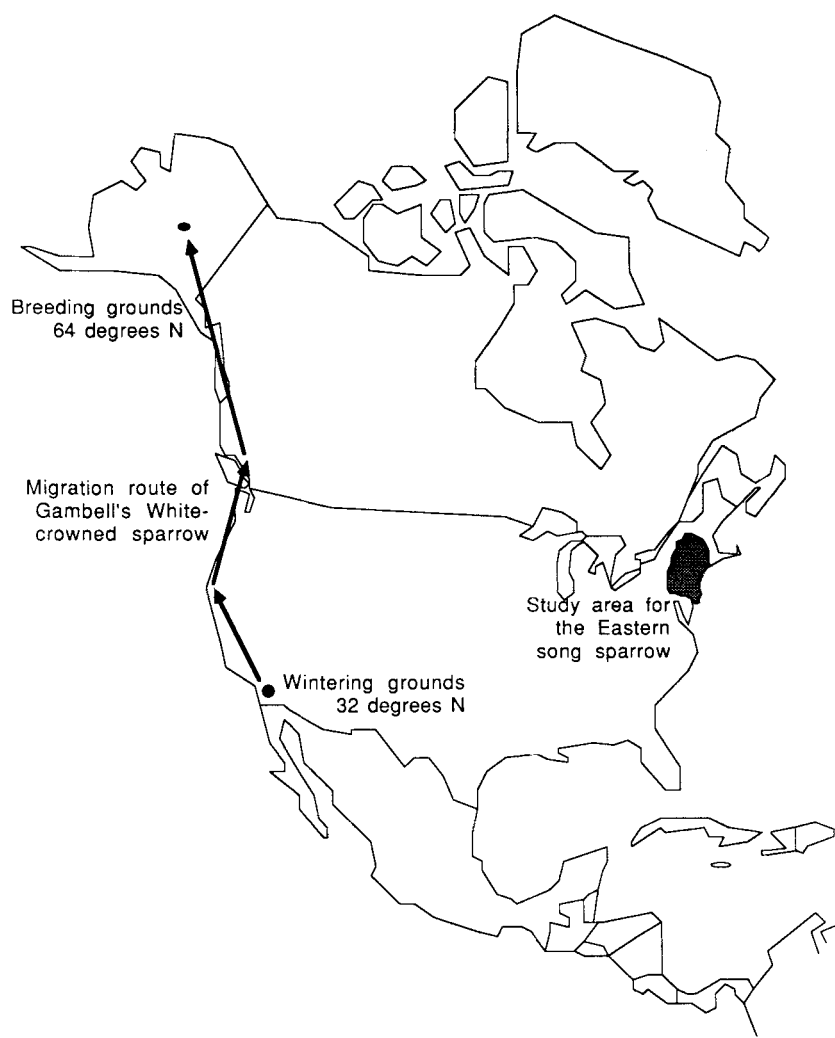 Breeding grounds
64 degrees N
Migration route of
Gambell's White-
crowned sparrow
Study area for
the Eastern
song sparrow
Wintering grounds
32 degrees N